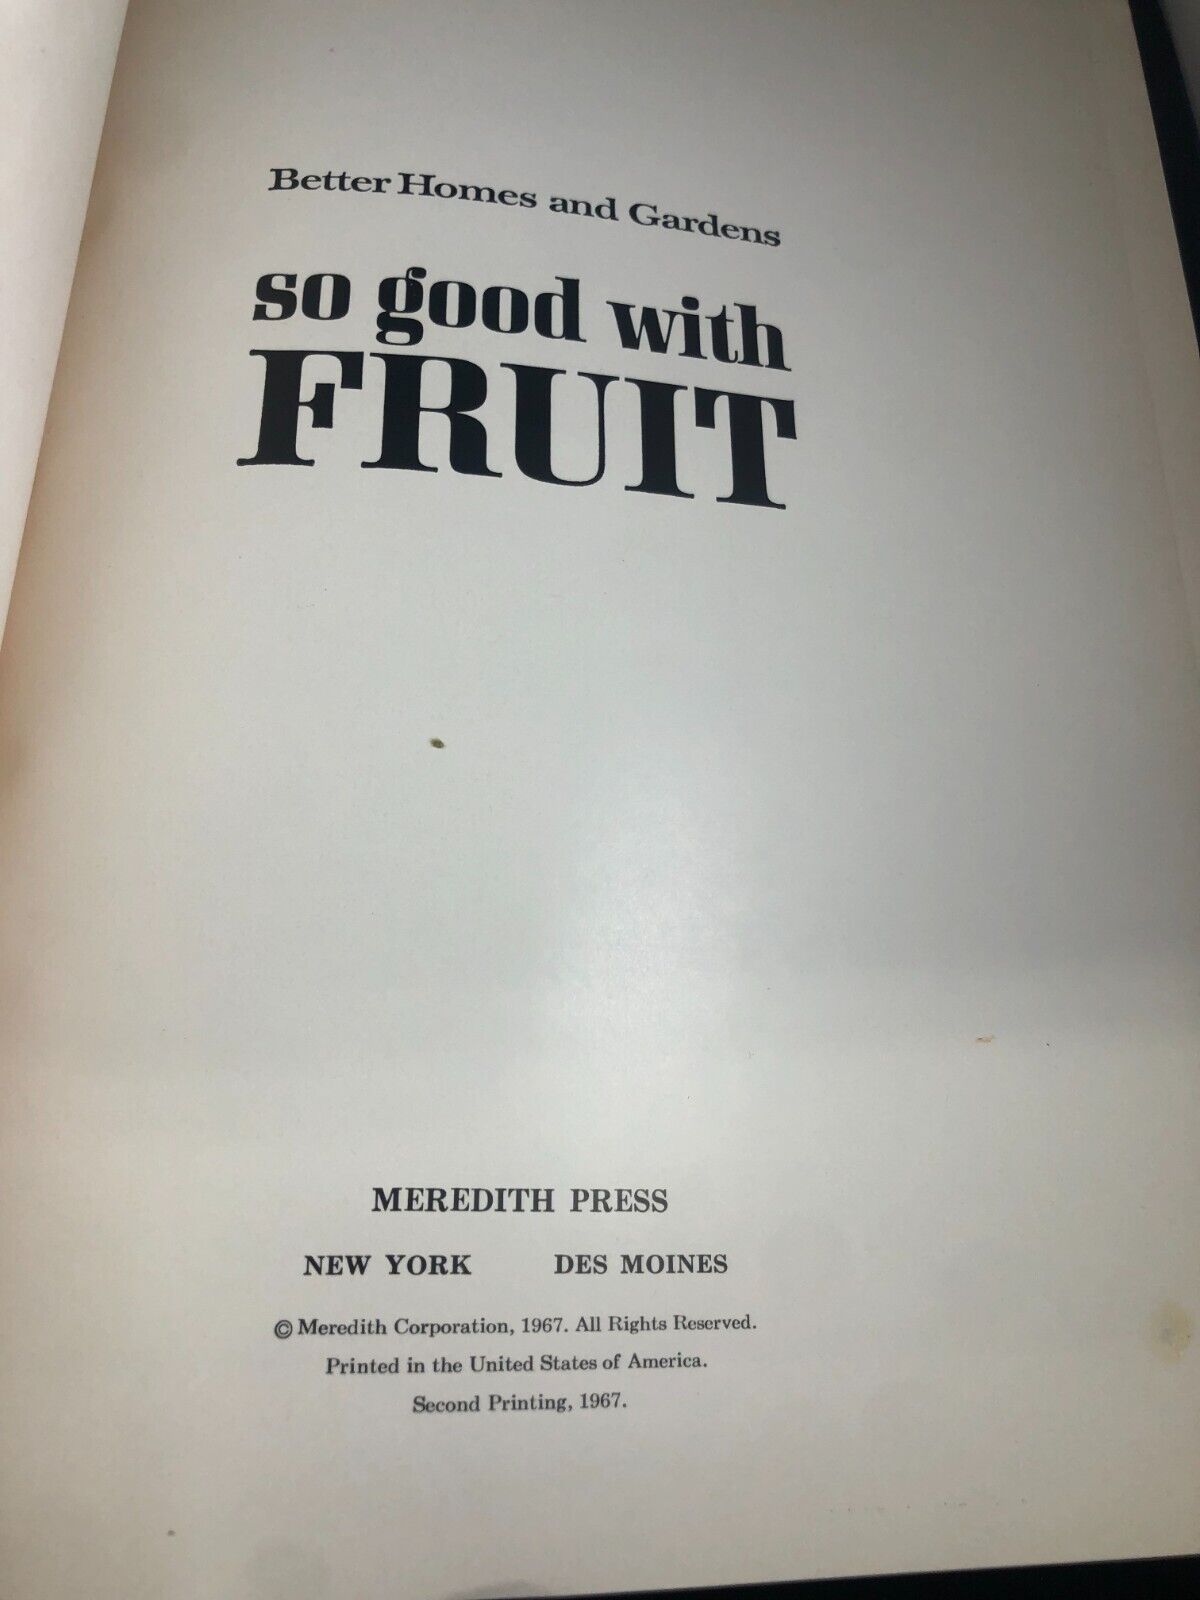 Better Homes and Gardens
so good with
FRUIT
MEREDITH PRESS
NEW YORK DES MOINES
© Meredith Corporation, 1967. All Rights Reserved.
Printed in the United States of America.
Second Printing, 1967.